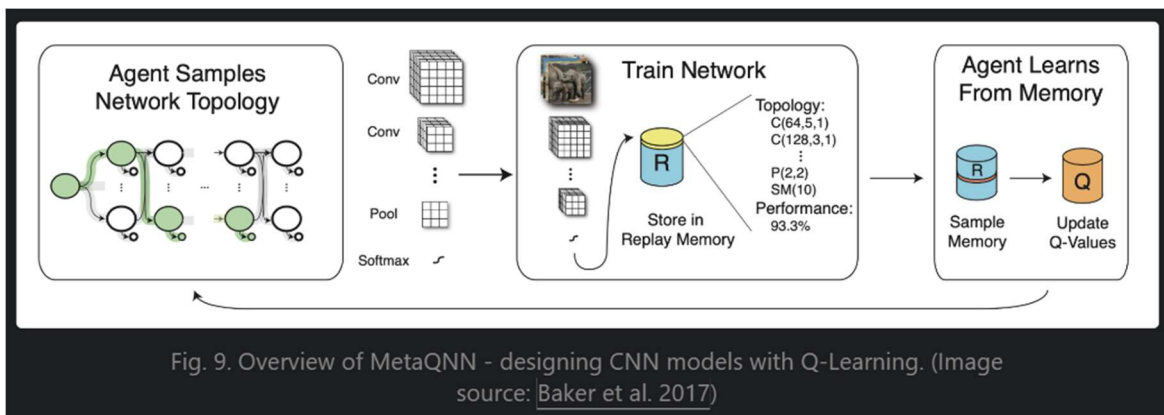 Agent Samples
Network Topology
Conv
Conv
Pool
Softmax
Train Network
R
Store in
Replay Memory
Topology:
C(64,5,1)
C(128,3,1)
P(2,2)
SM(10)
Performance:
93.3%
Agent Learns
From Memory
R
Sample
Memory
Q
Update
Q-Values
Fig. 9. Overview of MetaQNN - designing CNN models with Q-Learning. (Image
source: Baker et al. 2017)